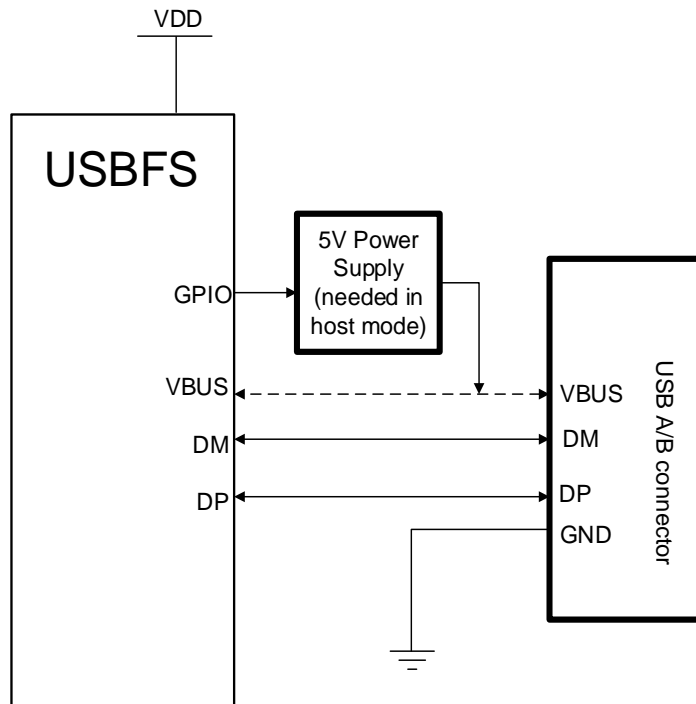 VDD
USBFS
5V Power
Supply
(needed in
host mode)
GPIO
VBUS
DM
DP
VBUS
DM
DP
GND
USB A/B connector